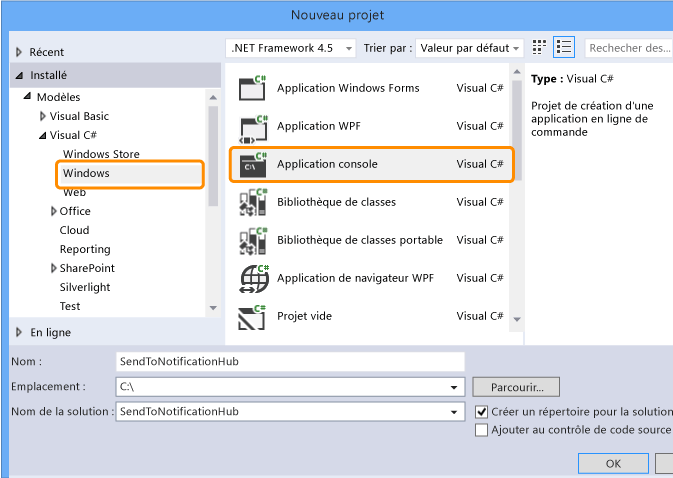 Nouveau projet
Récent
.NET Framework 4.5
Trier par :
Valeur par défaut
Rechercher des...
Installé
Modèles
Visual Basic
Visual C#
Windows Store
Windows
Web
Office
Cloud
Reporting
SharePoint
Silverlight
Test
En ligne
C# Application Windows Forms Visual C#
C# Application WPF Visual C#
C# C:\ Application console Visual C#
C# Bibliothèque de classes Visual C#
C# Bibliothèque de classes portable Visual C#
C# Application de navigateur WPF Visual C#
C# Projet vide Visual C#
Type : Visual C#
Projet de création d'une
application en ligne de
commande
Nom : SendToNotificationHub
Emplacement : C:\ Parcourir...
Nom de la solution : SendToNotificationHub
Créer un répertoire pour la solution
Ajouter au contrôle de code source
OK